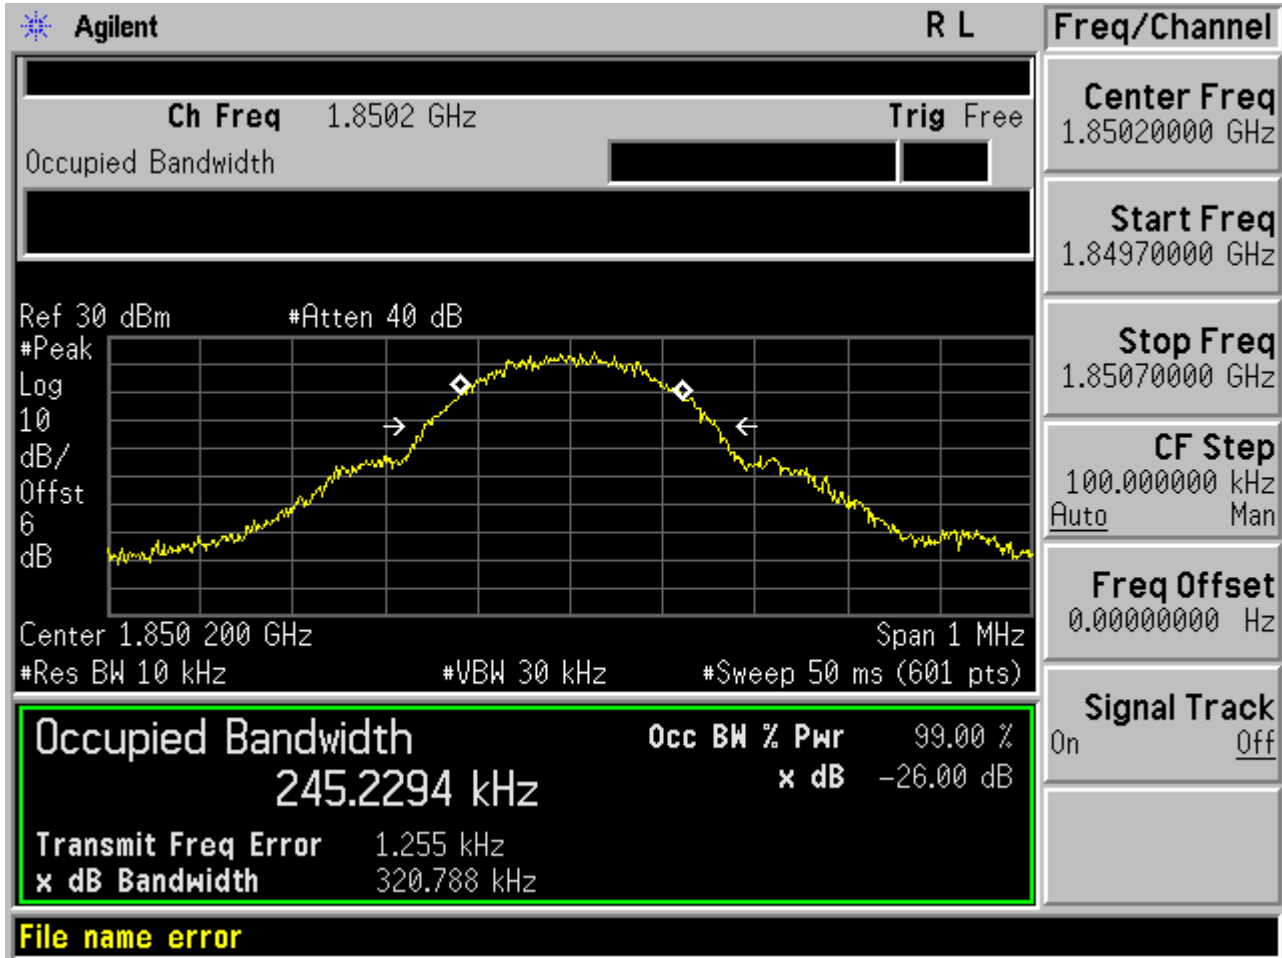 Agilent R L Freq/Channel
Ch Freq 1.8502 GHz Trig Free
Occupied Bandwidth
Center Freq
1.85020000 GHz
Start Freq
1.84970000 GHz
Stop Freq
1.85070000 GHz
CF Step
100.000000 kHz
Auto Man
Freq Offset
0.00000000 Hz
Signal Track
On Off
Ref 30 dBm #Atten 40 dB
#Peak
Log
10
dB/
Offst
6
dB
Center 1.850 200 GHz Span 1 MHz
#Res BW 10 kHz #VBW 30 kHz #Sweep 50 ms (601 pts)
Occupied Bandwidth Occ BW % Pwr 99.00 %
245.2294 kHz x dB -26.00 dB
Transmit Freq Error 1.255 kHz
x dB Bandwidth 320.788 kHz
File name error